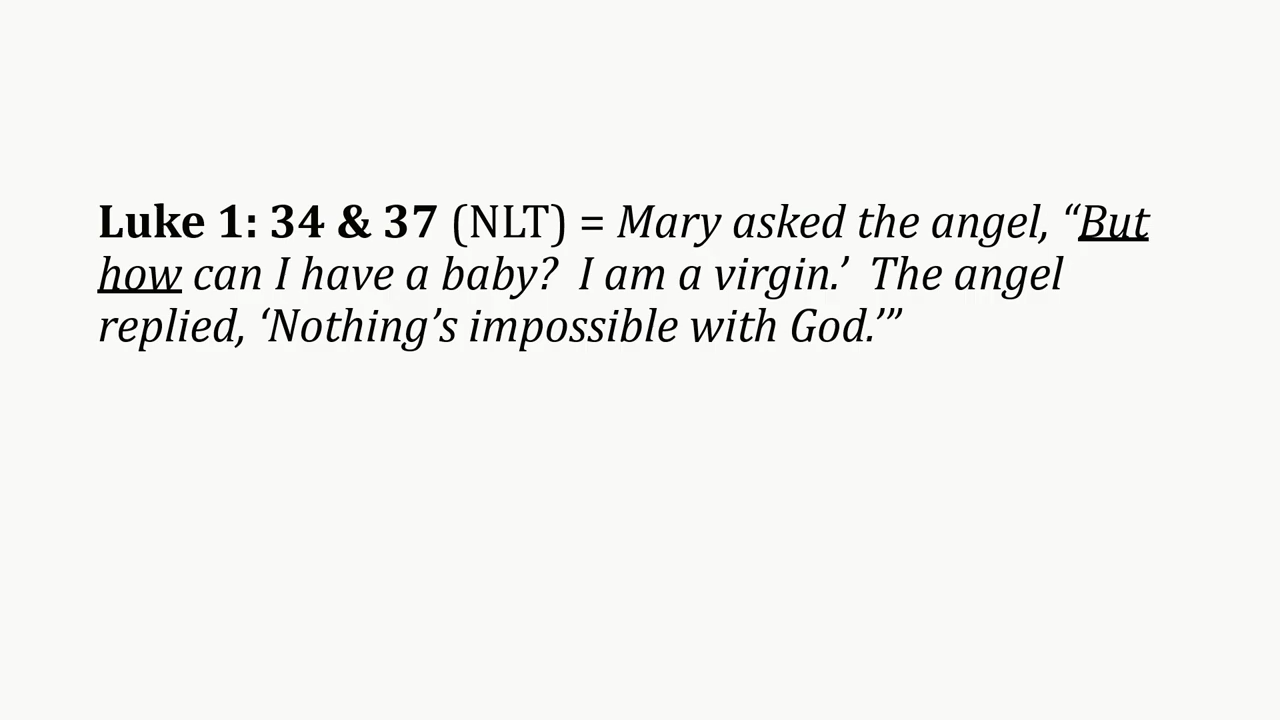 Luke 1: 34 & 37 (NLT) = Mary asked the angel, “But
how can I have a baby?  I am a virgin.’  The angel
replied, ‘Nothing’s impossible with God.’”